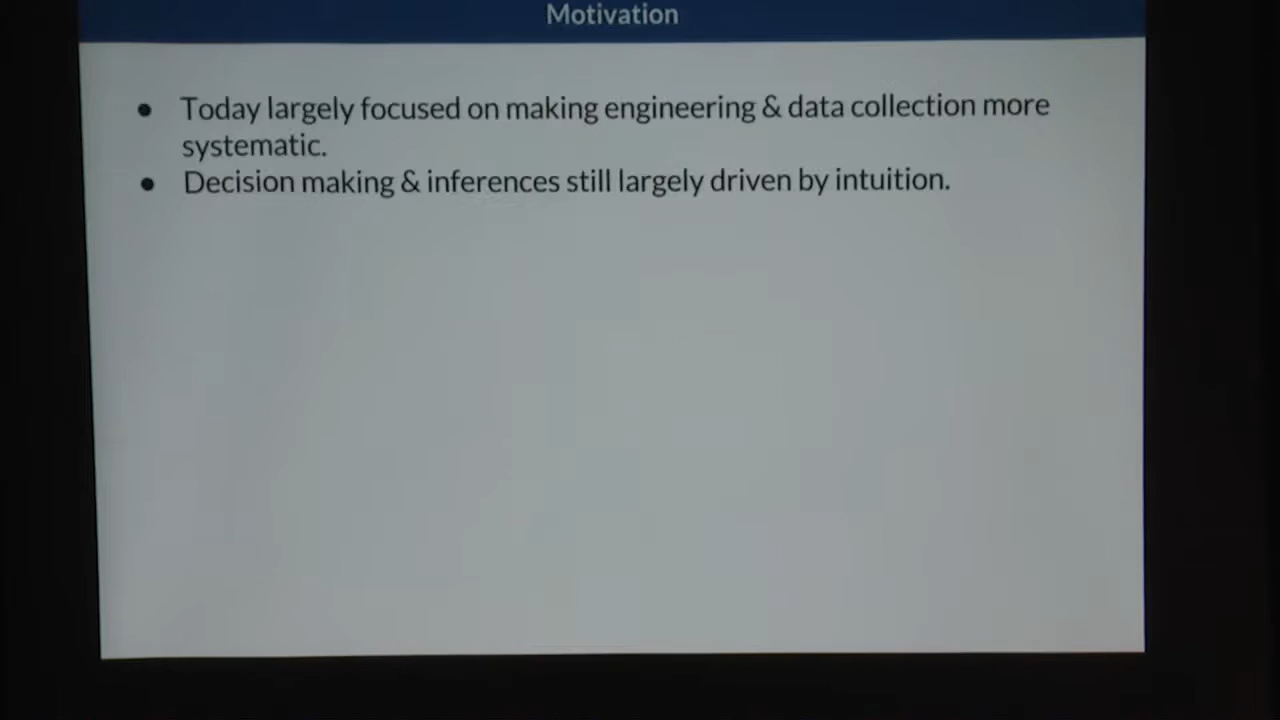 Motivation
● Today largely focused on making engineering & data collection more
systematic.
● Decision making & inferences still largely driven by intuition.